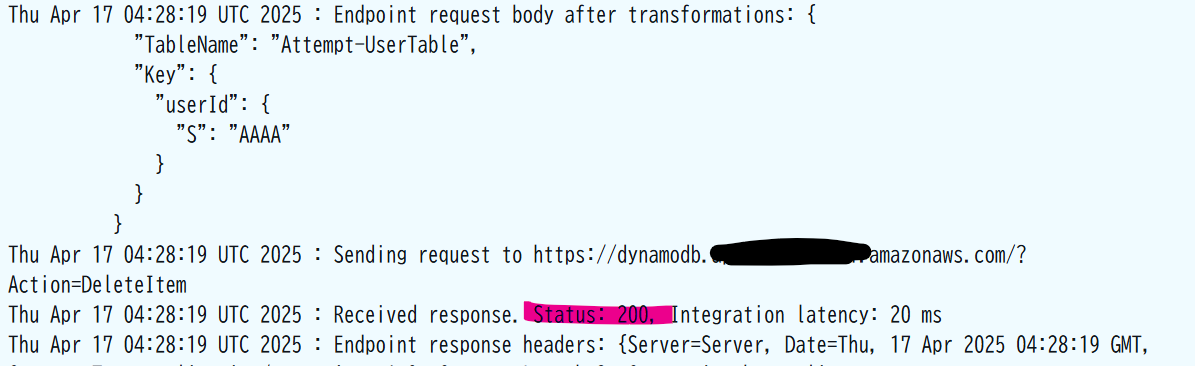 Thu Apr 17 04:28:19 UTC 2025 : Endpoint request body after transformations: {
"TableName": "Attempt-UserTable",
"Key": {
"userId": {
"S": "AAAA"
}
}
}
Thu Apr 17 04:28:19 UTC 2025 : Sending request to https://dynamodb. amazonaws.com/?
Action=DeleteItem
Thu Apr 17 04:28:19 UTC 2025 : Received response. Status: 200, Integration latency: 20 ms
Thu Apr 17 04:28:19 UTC 2025 : Endpoint response headers: {Server=Server, Date=Thu, 17 Apr 2025 04:28:19 GMT,